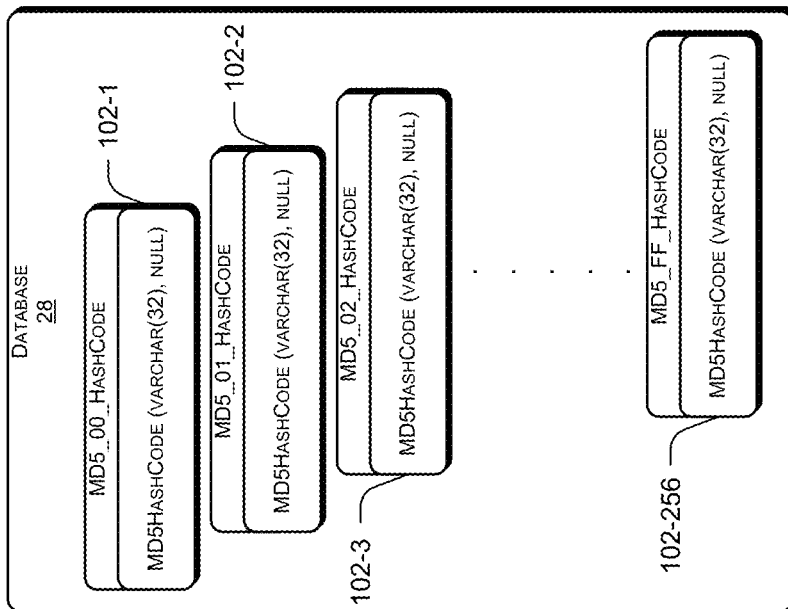 DATABASE
28
MD5_00_HASHCODE
MD5HASHCODE (VARCHAR(32), NULL)
102-1
MD5_01_HASHCODE
MD5HASHCODE (VARCHAR(32), NULL)
102-2
MD5_02_HASHCODE
MD5HASHCODE (VARCHAR(32), NULL)
102-3
. . . . .
MD5_FF_HASHCODE
MD5HASHCODE (VARCHAR(32), NULL)
102-256